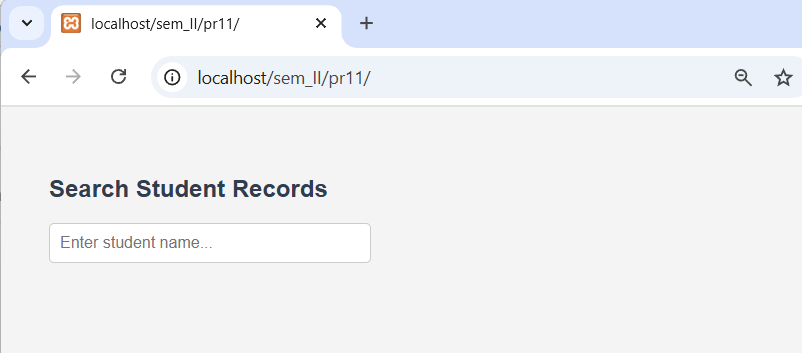 localhost/sem_II/pr11/
localhost/sem_II/pr11/
Search Student Records
Enter student name...